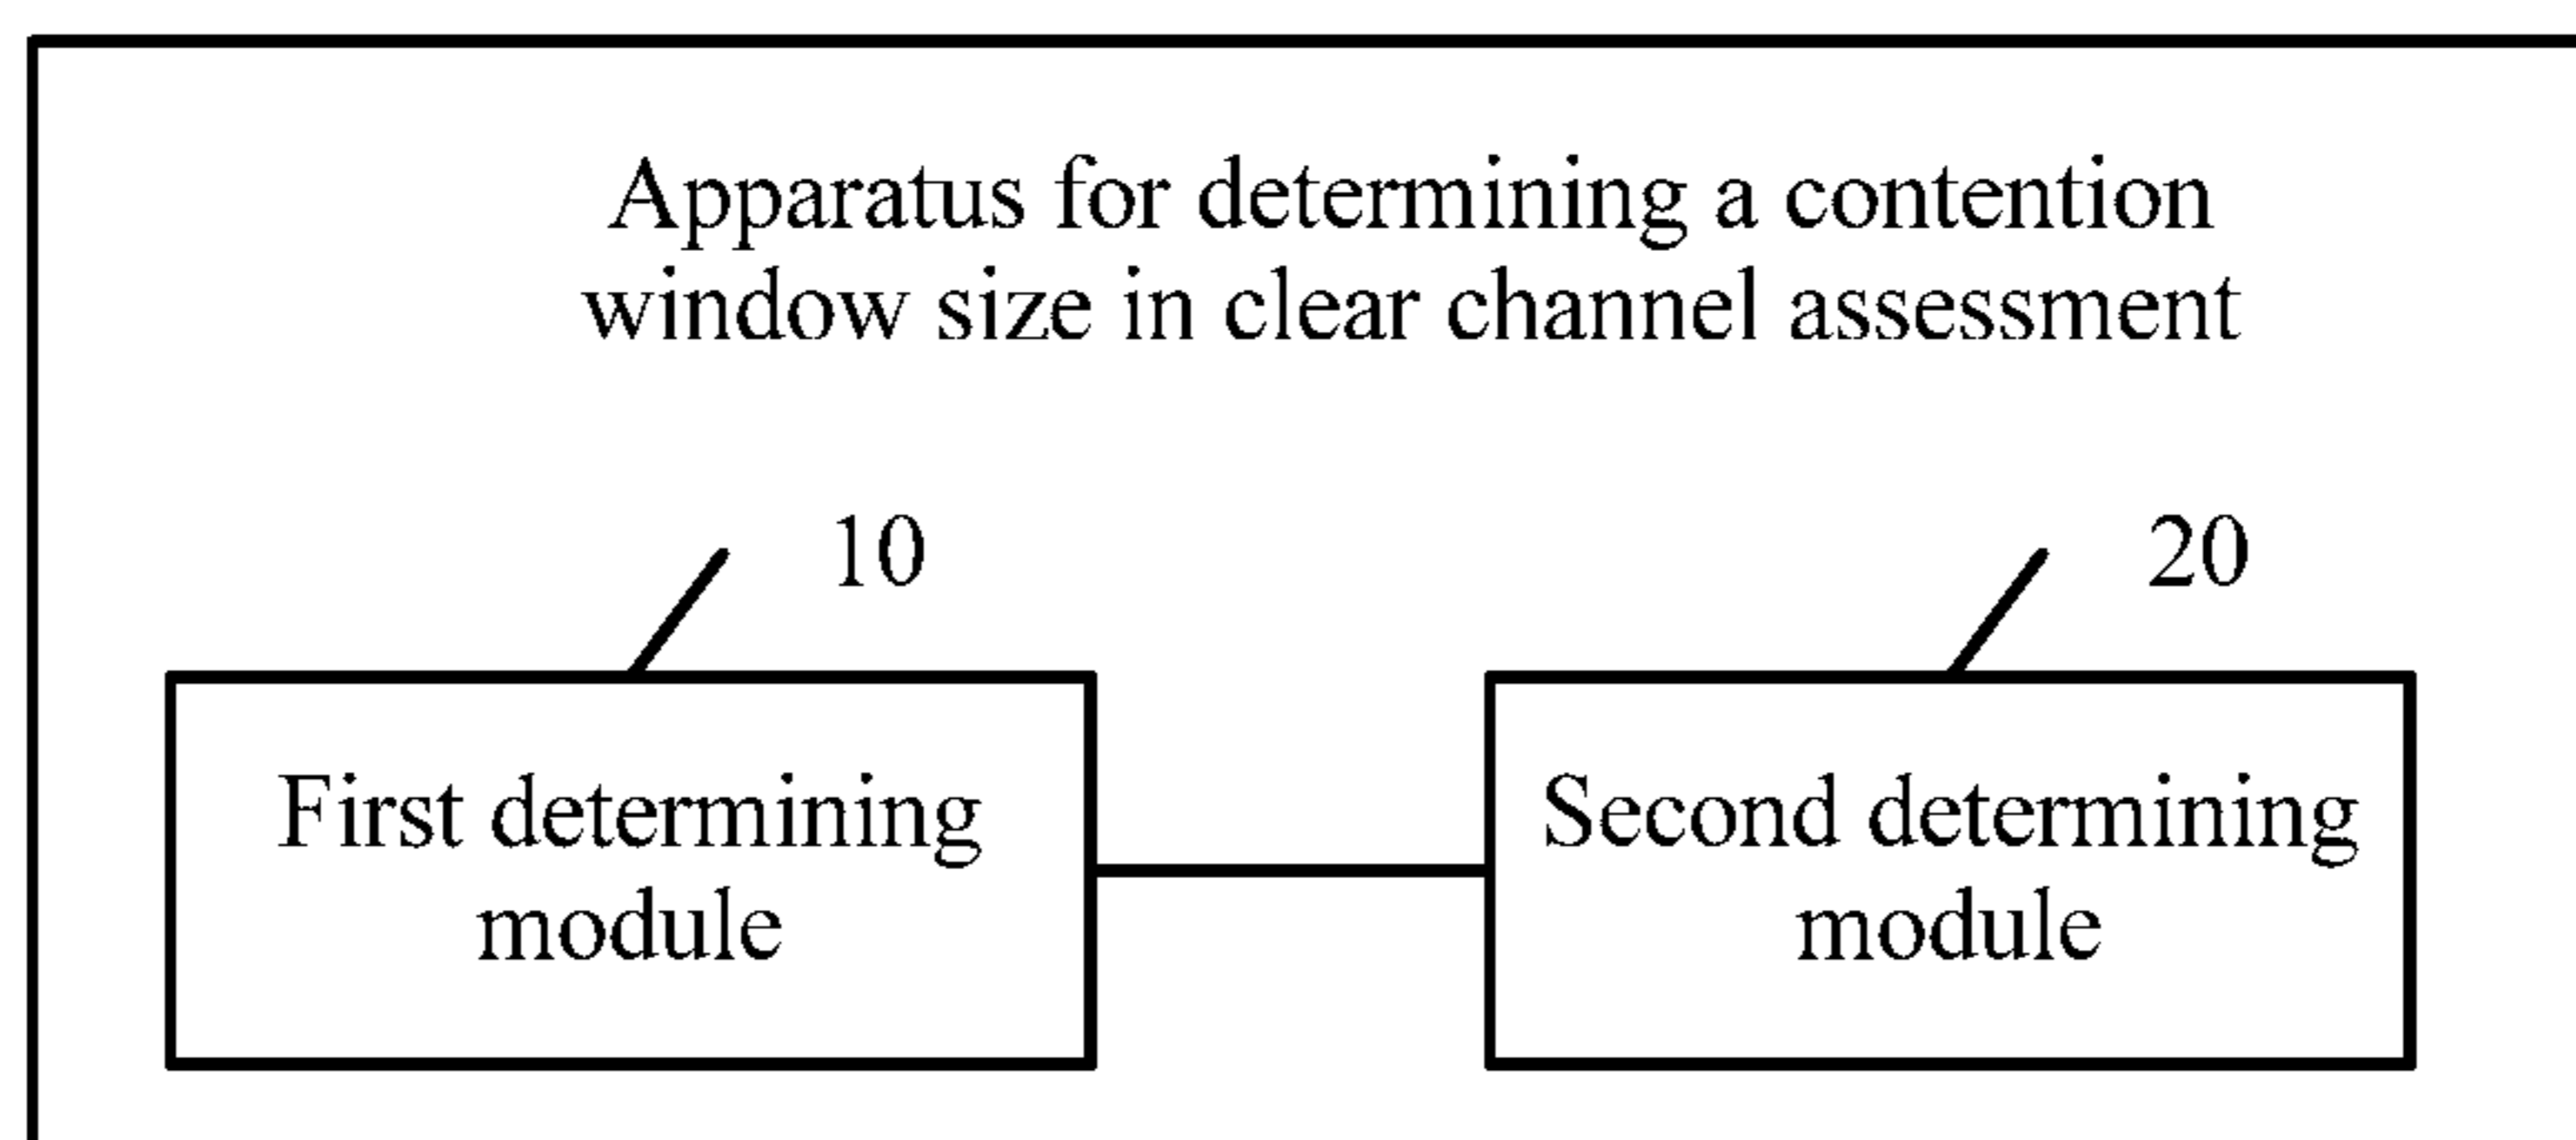 Apparatus for determining a contention
window size in clear channel assessment
10
20
First determining
module
Second determining
module